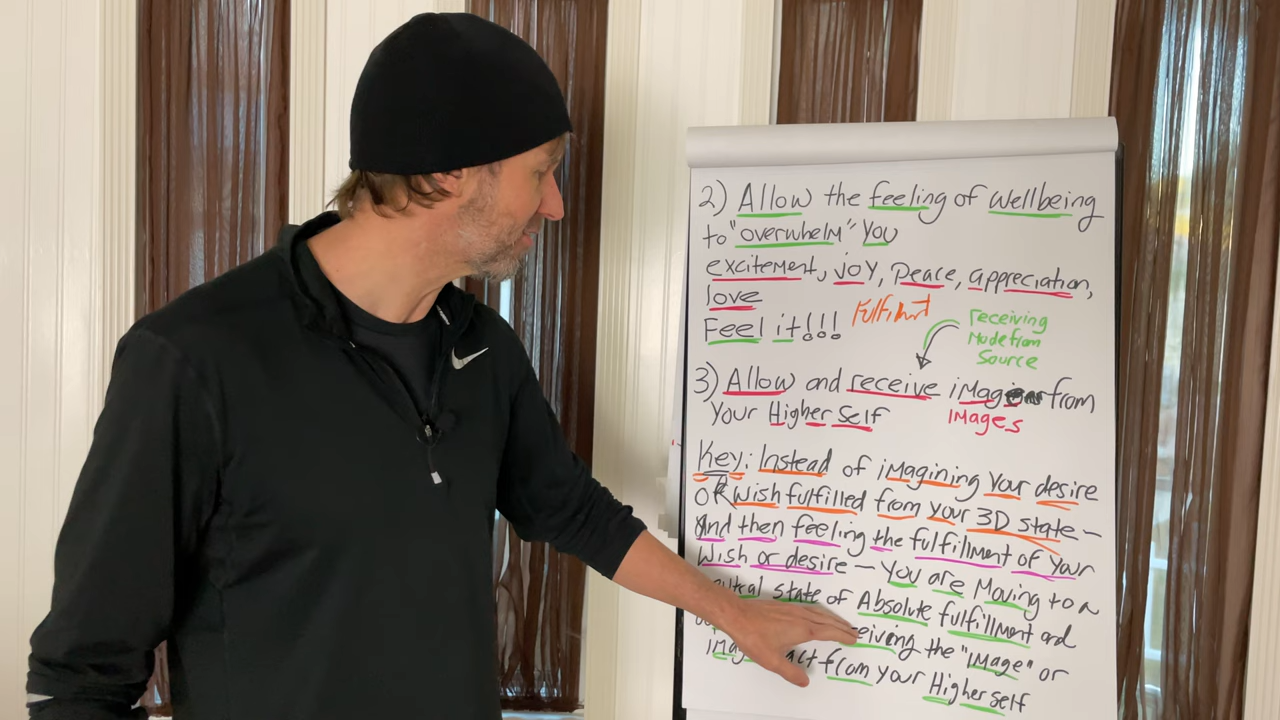 2) Allow the feeling of wellbeing
to "overwhelm" you
excitement, joy, peace, appreciation,
love
Feel it!!! Fulfillment
receiving
Mode from
Source
3) Allow and receive from
your Higher Self
IMages
Key: Instead of imagining your desire
or wish fulfilled from your 3D state -
And then feeling the fulfillment of your
wish or desire - You are Moving to a
state of Absolute fulfillment and
the "image" or
from your Higher self